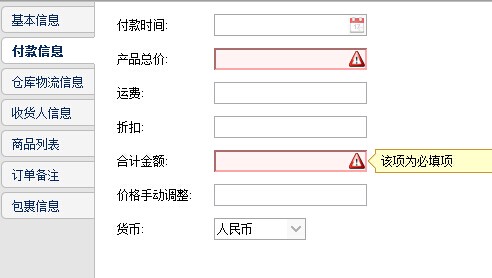 基本信息
付款信息
仓库物流信息
收货人信息
商品列表
订单备注
包裹信息
付款时间:
产品总价:
运费:
折扣:
合计金额:
该项为必填项
价格手动调整:
货币:
人民币